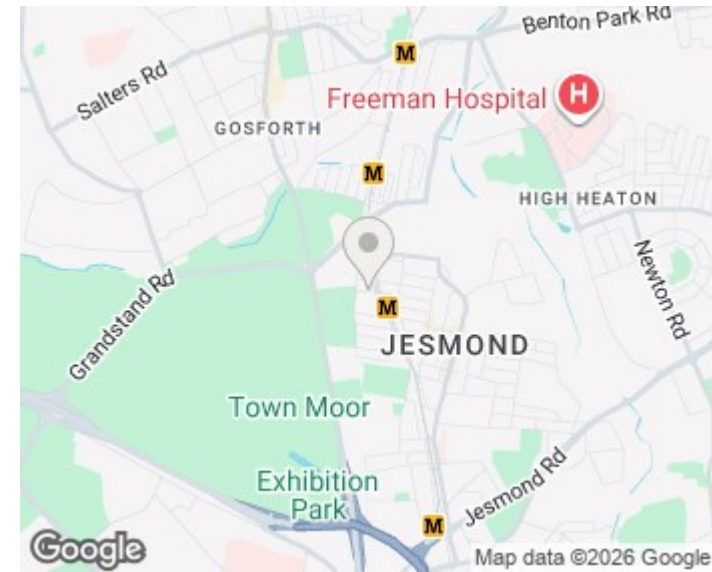 Benton Park Rd
M
Salters Rd
Freeman Hospital
H
GOSFORTH
M
HIGH HEATON
Newton Rd
Grandstand Rd
M
JESMOND
Town Moor
Exhibition
Park
Jesmond Rd
M
Google
Map data ©2026 Google